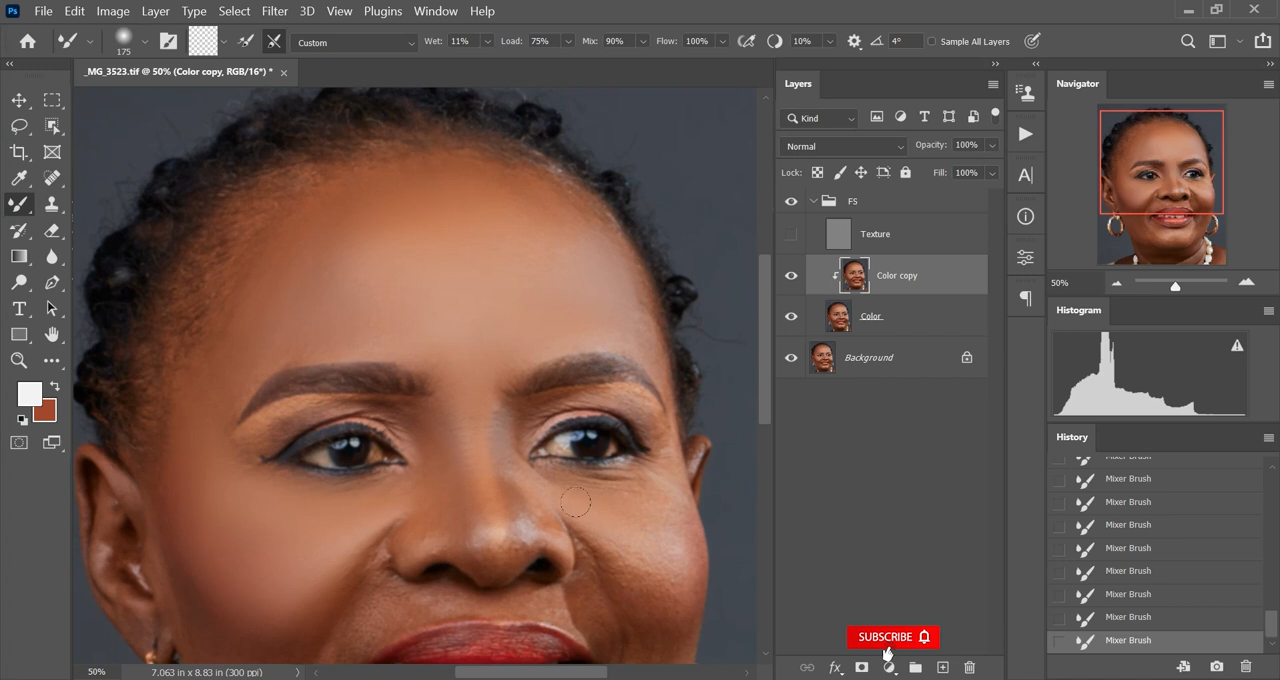 Ps File Edit Image Layer Type Select Filter 3D View Plugins Window Help
175 Custom Wet: 11% Load: 75% Mix: 90% Flow: 100% 10% 4° Sample All Layers
_MG_3523.tif @ 50% (Color copy, RGB/16*) * ×
Layers
Kind
Normal Opacity: 100%
Lock: Fill: 100%
FS
Texture
Color copy
Color
Background
SUBSCRIBE
fx
Navigator
50%
Histogram
History
Mixer Brush
Mixer Brush
Mixer Brush
Mixer Brush
Mixer Brush
Mixer Brush
Mixer Brush
Mixer Brush
Mixer Brush
50% 7.063 in x 8.83 in (300 ppi)